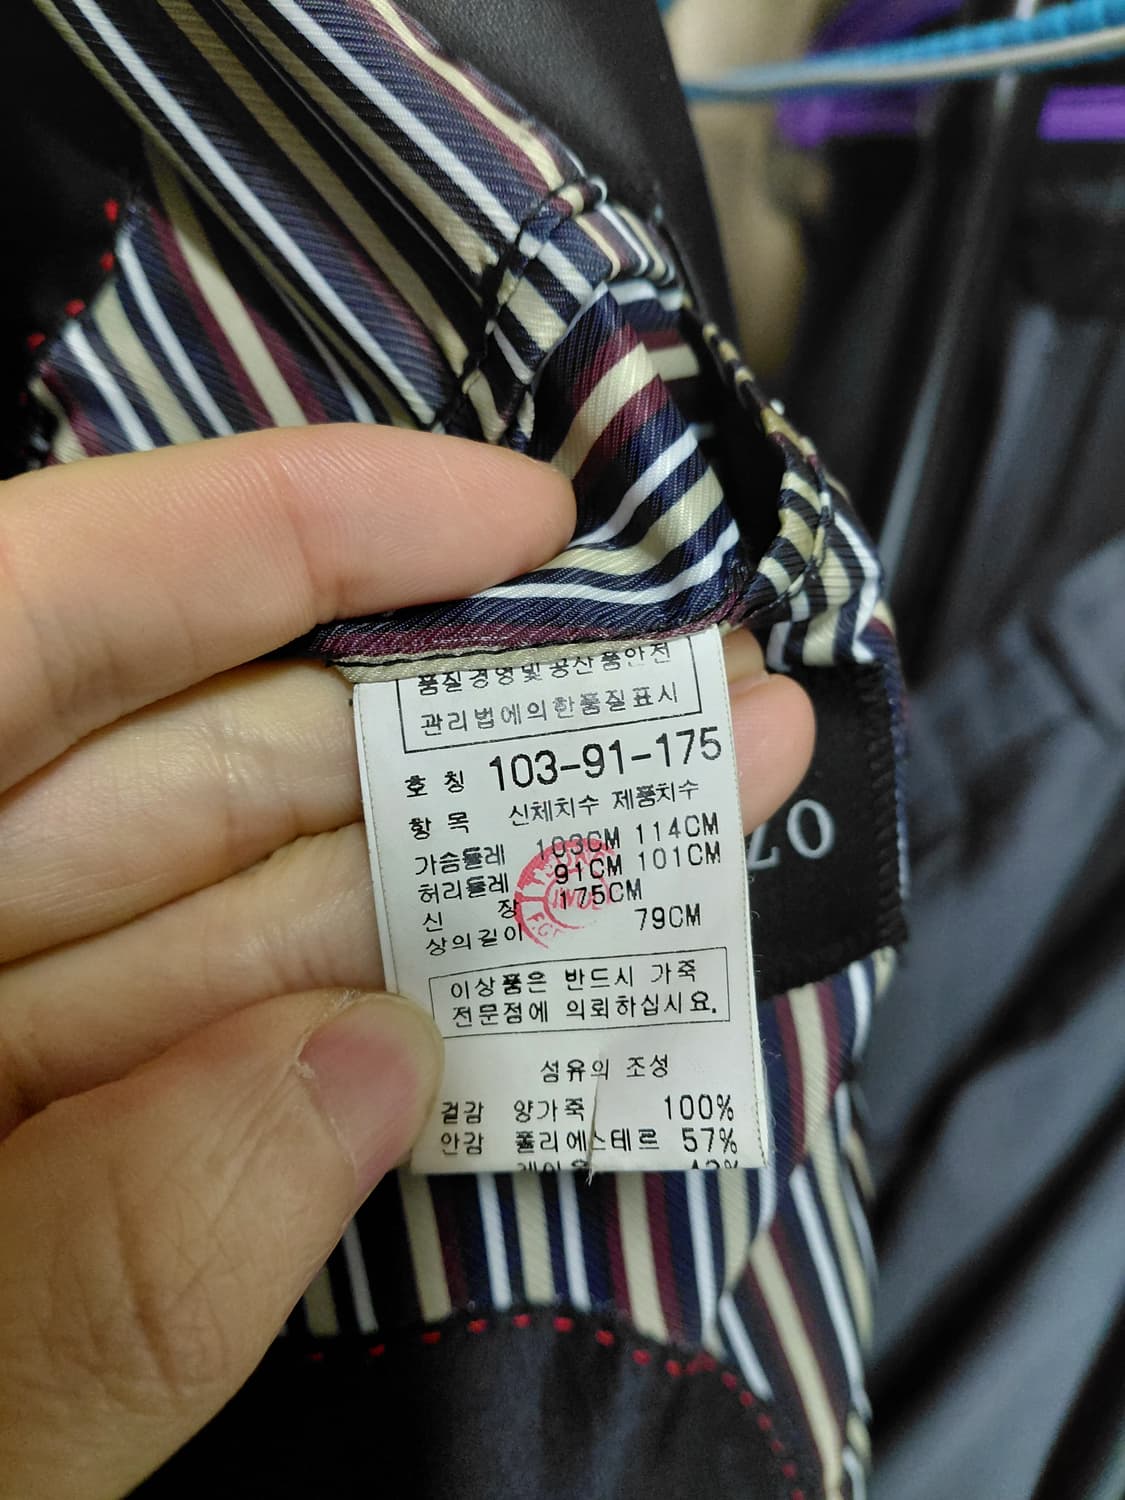 품질경영및공산품안전
관리법에의한품질표시
호 칭 103-91-175
항 목 신체치수 제품치수
가슴둘레 103CM 114CM
허리둘레 91CM 101CM
신 장 175CM
상의길이 79CM
이상품은 반드시 가죽
전문점에 의뢰하십시요.
섬유의 조성
겉감 양가죽 100%
안감 폴리에스테르 57%
ZO